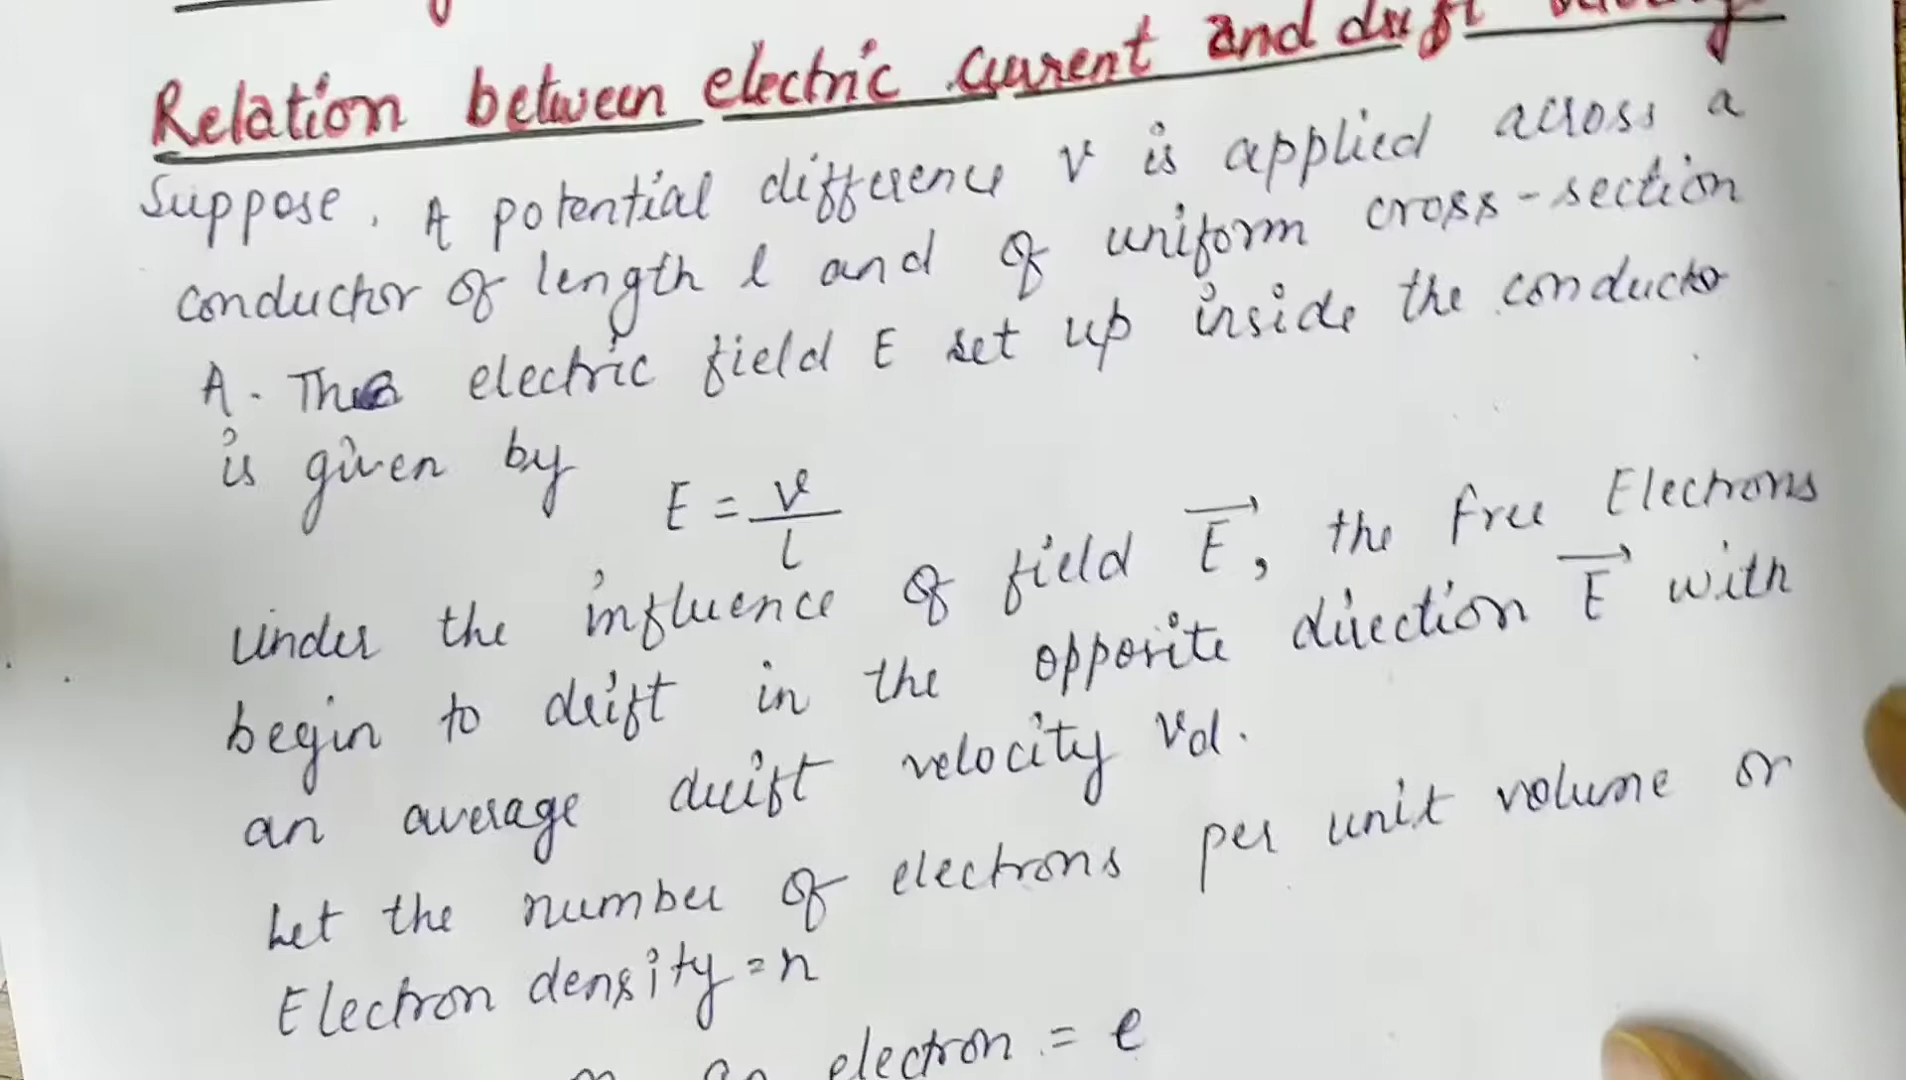 Relation between electric current and drift velocity
Suppose, A potential difference V is applied across a
conductor of length l and of uniform cross-section
A. The electric field E set up inside the conductor
is given by
E = V/l
Under the influence of field E, the free Electrons
begin to drift in the opposite direction E with
an average drift velocity Vd.
Let the number of electrons per unit volume or
Electron density = n
an electron = e